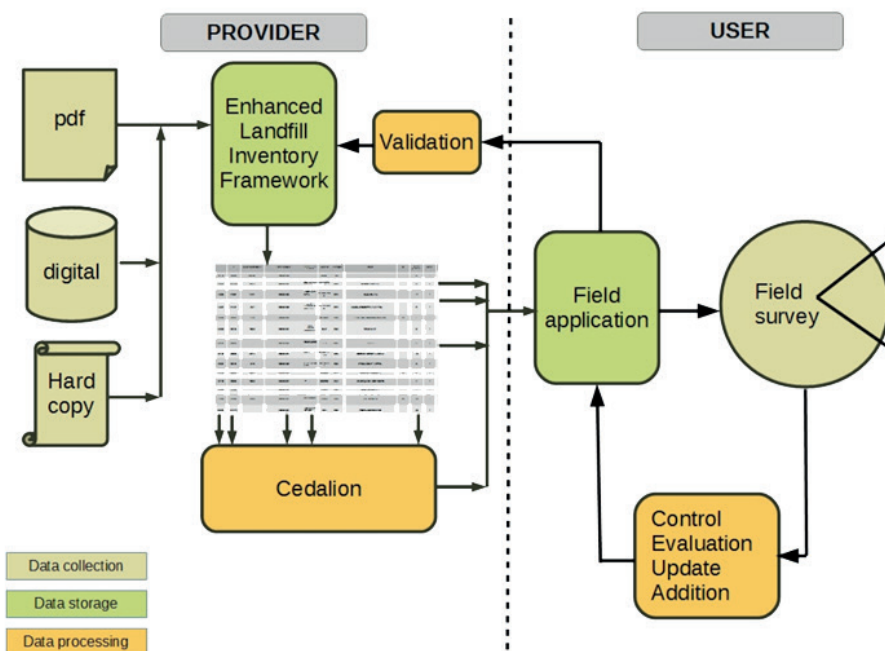 PROVIDER
USER
pdf
Enhanced
Landfill
Inventory
Framework
Validation
digital
Field
application
Field
survey
Hard
copy
Cedalion
Control
Evaluation
Update
Addition
Data collection
Data storage
Data processing